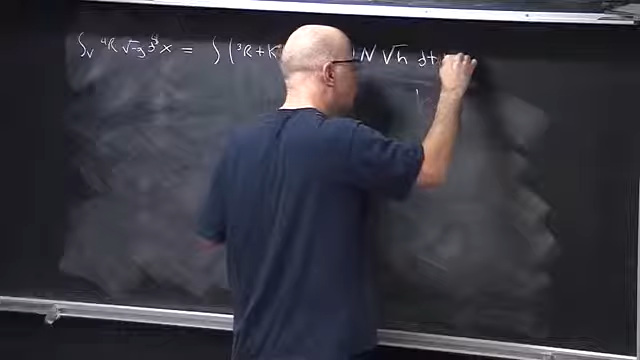 ∫_V ⁴R √-g d⁴x = ∫ (³R + K N √h dt